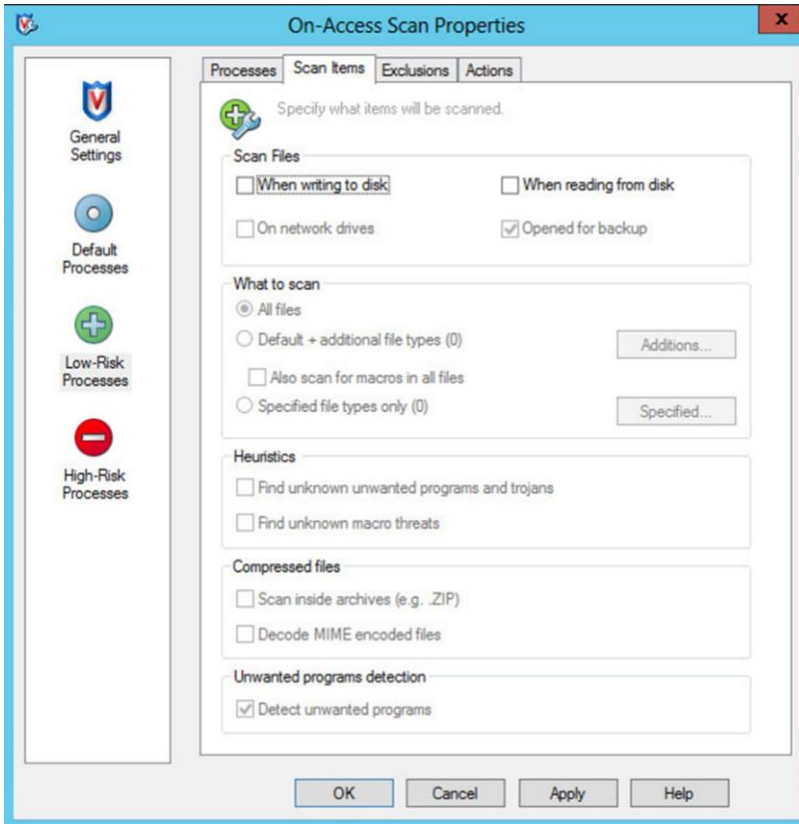 On-Access Scan Properties
x
General
Settings
Default
Processes
Low-Risk
Processes
High-Risk
Processes
Processes Scan Items Exclusions Actions
Specify what items will be scanned.
Scan Files
When writing to disk When reading from disk
On network drives Opened for backup
What to scan
All files
Default + additional file types (0) Additions...
Also scan for macros in all files
Specified file types only (0) Specified...
Heuristics
Find unknown unwanted programs and trojans
Find unknown macro threats
Compressed files
Scan inside archives (e.g. .ZIP)
Decode MIME encoded files
Unwanted programs detection
Detect unwanted programs
OK Cancel Apply Help